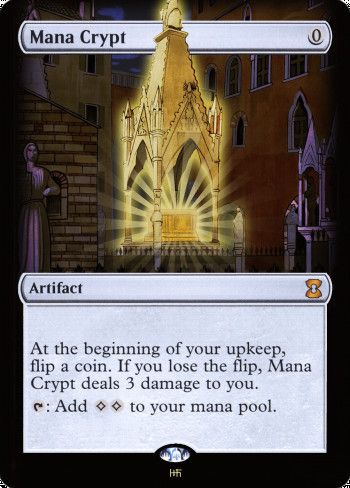 Mana Crypt 0
Artifact
At the beginning of your upkeep,
flip a coin. If you lose the flip, Mana
Crypt deals 3 damage to you.
: Add to your mana pool.